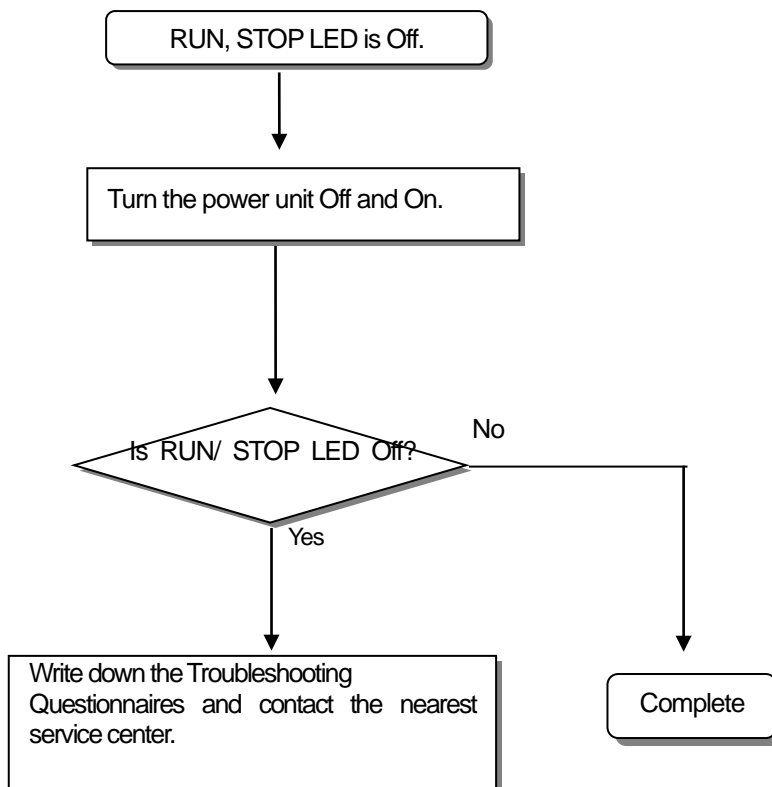 RUN, STOP LED is Off.
Turn the power unit Off and On.
Is RUN/ STOP LED Off?
No
Yes
Write down the Troubleshooting
Questionnaires and contact the nearest
service center.
Complete